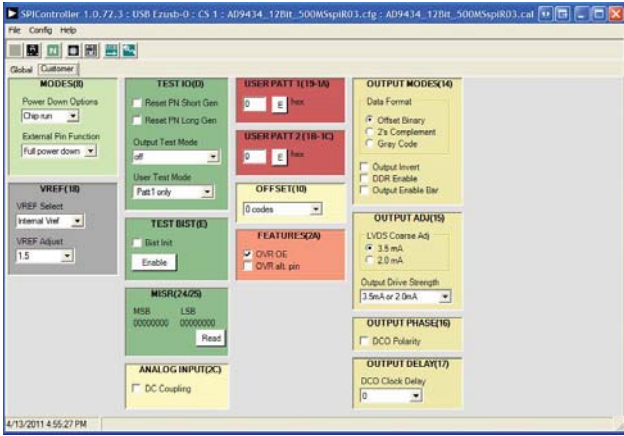 SPIController 1.0.72.3 : USB Ezusb-0 : CS 1 : AD9434_12Bit_500MSspiR03.cfg : AD9434_12Bit_500MSspiR03.cal
File Config Help
Global Customer
MODES(8)
Power Down Options
Chip run
External Pin Function
Full power down
VREF(18)
VREF Select
Internal Vref
VREF Adjust
1.5
TEST IO(D)
Reset PN Short Gen
Reset PN Long Gen
Output Test Mode
off
User Test Mode
Patt1 only
TEST BIST(E)
Bist Init
Enable
MISR(24/25)
MSB LSB
00000000 00000000
Read
ANALOG INPUT(2C)
DC Coupling
USER PATT 1(19-1A)
0 E hex
USER PATT 2 (1B-1C)
0 E hex
OFFSET(10)
0 codes
FEATURES(2A)
OVR OE
OVR alt. pin
OUTPUT MODES(14)
Data Format
Offset Binary
2's Complement
Gray Code
Output Invert
DDR Enable
Output Enable Bar
OUTPUT ADJ(15)
LVDS Coarse Adj
3.5 mA
2.0 mA
Output Drive Strength
3.5mA or 2.0mA
OUTPUT PHASE(16)
DCO Polarity
OUTPUT DELAY(17)
DCO Clock Delay
0
4/13/2011 4:55:27 PM